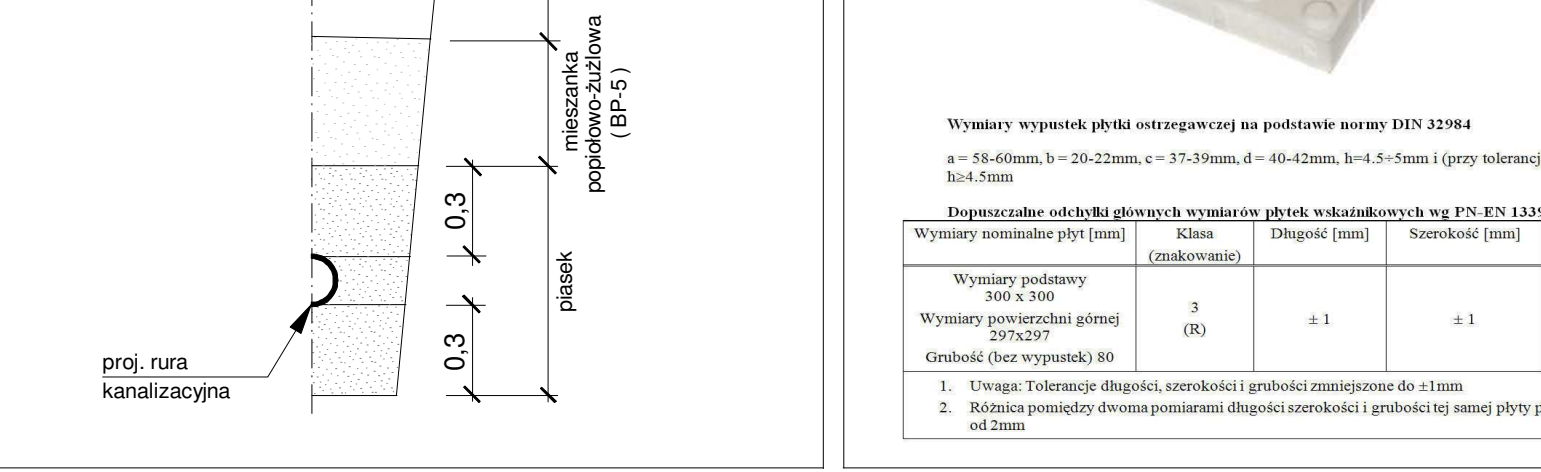 mieszanka
popiołowo-żużlowa
( BP-5 )
0,3
piasek
0,3
proj. rura
kanalizacyjna
Wymiary wypustek płytki ostrzegawczej na podstawie normy DIN 32984
a = 58-60mm, b = 20-22mm, c = 37-39mm, d = 40-42mm, h=4.5÷5mm i (przy tolerancj
h≥4.5mm
Dopuszczalne odchyłki głównych wymiarów płytek wskaźnikowych wg PN-EN 1339
Wymiary nominalne płyt [mm] Klasa (znakowanie) Długość [mm] Szerokość [mm]
Wymiary podstawy
300 x 300
Wymiary powierzchni górnej
297x297
Grubość (bez wypustek) 80
3
(R)
± 1
± 1
1. Uwaga: Tolerancje długości, szerokości i grubości zmniejszone do ±1mm
2. Różnica pomiędzy dwoma pomiarami długości szerokości i grubości tej samej płyty p
od 2mm